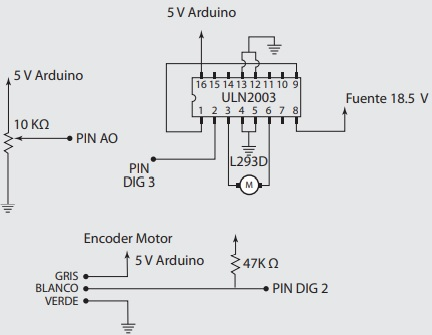 5 V Arduino
5 V Arduino
16 15 14 13 12 11 10 9
ULN2003
1 2 3 4 5 6 7 8
Fuente 18.5 V
10 KΩ
PIN AO
PIN
DIG 3
L293D
M
Encoder Motor
5 V Arduino
GRIS
BLANCO
VERDE
47K Ω
PIN DIG 2